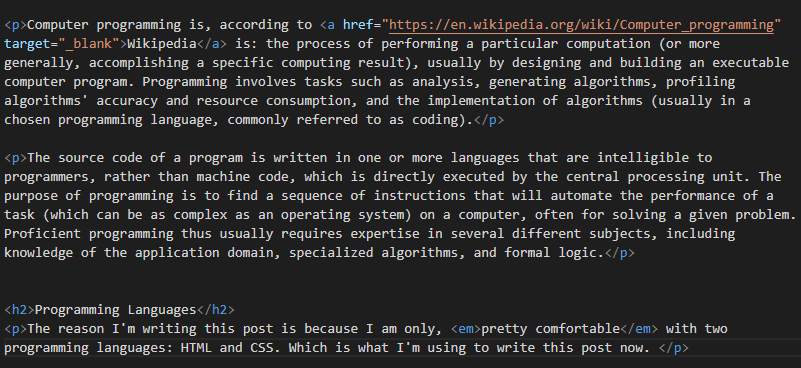 <p>Computer programming is, according to <a href="https://en.wikipedia.org/wiki/Computer_programming"
target="_blank">Wikipedia</a> is: the process of performing a particular computation (or more
generally, accomplishing a specific computing result), usually by designing and building an executable
computer program. Programming involves tasks such as analysis, generating algorithms, profiling
algorithms' accuracy and resource consumption, and the implementation of algorithms (usually in a
chosen programming language, commonly referred to as coding).</p>
<p>The source code of a program is written in one or more languages that are intelligible to
programmers, rather than machine code, which is directly executed by the central processing unit. The
purpose of programming is to find a sequence of instructions that will automate the performance of a
task (which can be as complex as an operating system) on a computer, often for solving a given problem.
Proficient programming thus usually requires expertise in several different subjects, including
knowledge of the application domain, specialized algorithms, and formal logic.</p>
<h2>Programming Languages</h2>
<p>The reason I'm writing this post is because I am only, <em>pretty comfortable</em> with two
programming languages: HTML and CSS. Which is what I'm using to write this post now. </p>